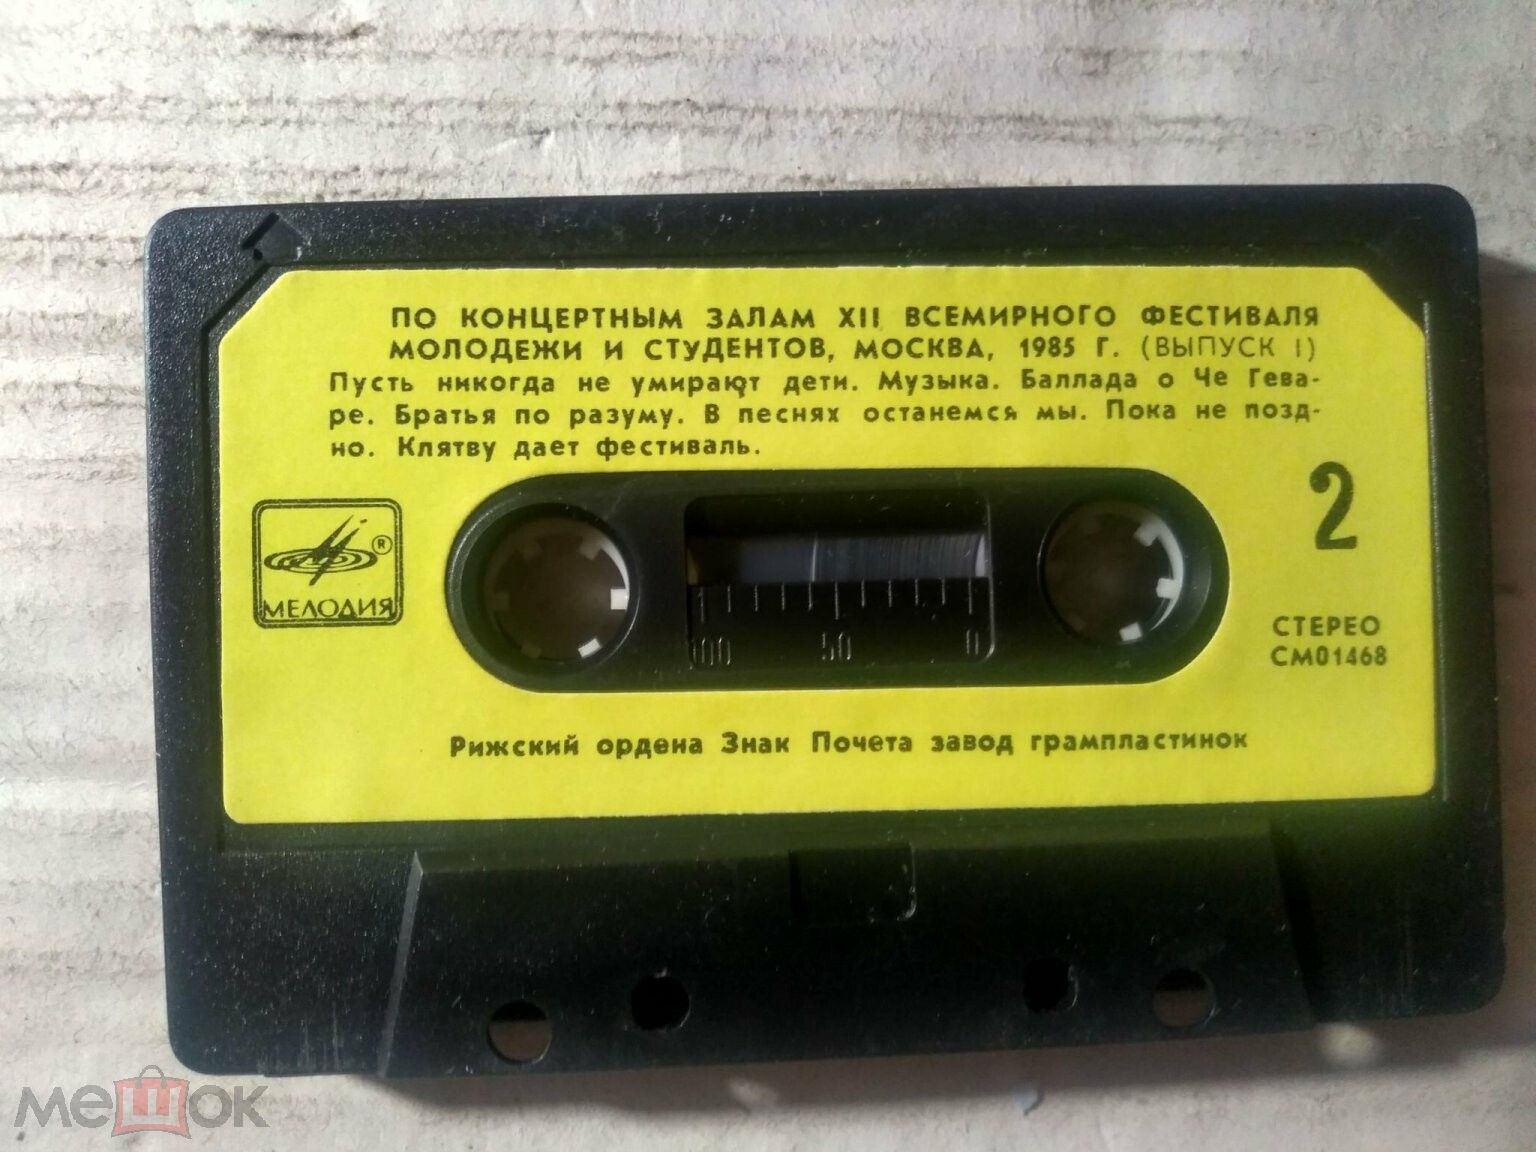 ПО КОНЦЕРТНЫМ ЗАЛАМ XII ВСЕМИРНОГО ФЕСТИВАЛЯ
МОЛОДЕЖИ И СТУДЕНТОВ, МОСКВА, 1985 Г. (ВЫПУСК I)
Пусть никогда не умирают дети. Музыка. Баллада о Че Гева-
ре. Братья по разуму. В песнях останемся мы. Пока не позд-
но. Клятву дает фестиваль.
2
®
МЕЛОДИЯ
СТЕРЕО
СМ01468
100 50 0
Рижский ордена Знак Почета завод грампластинок
мешок